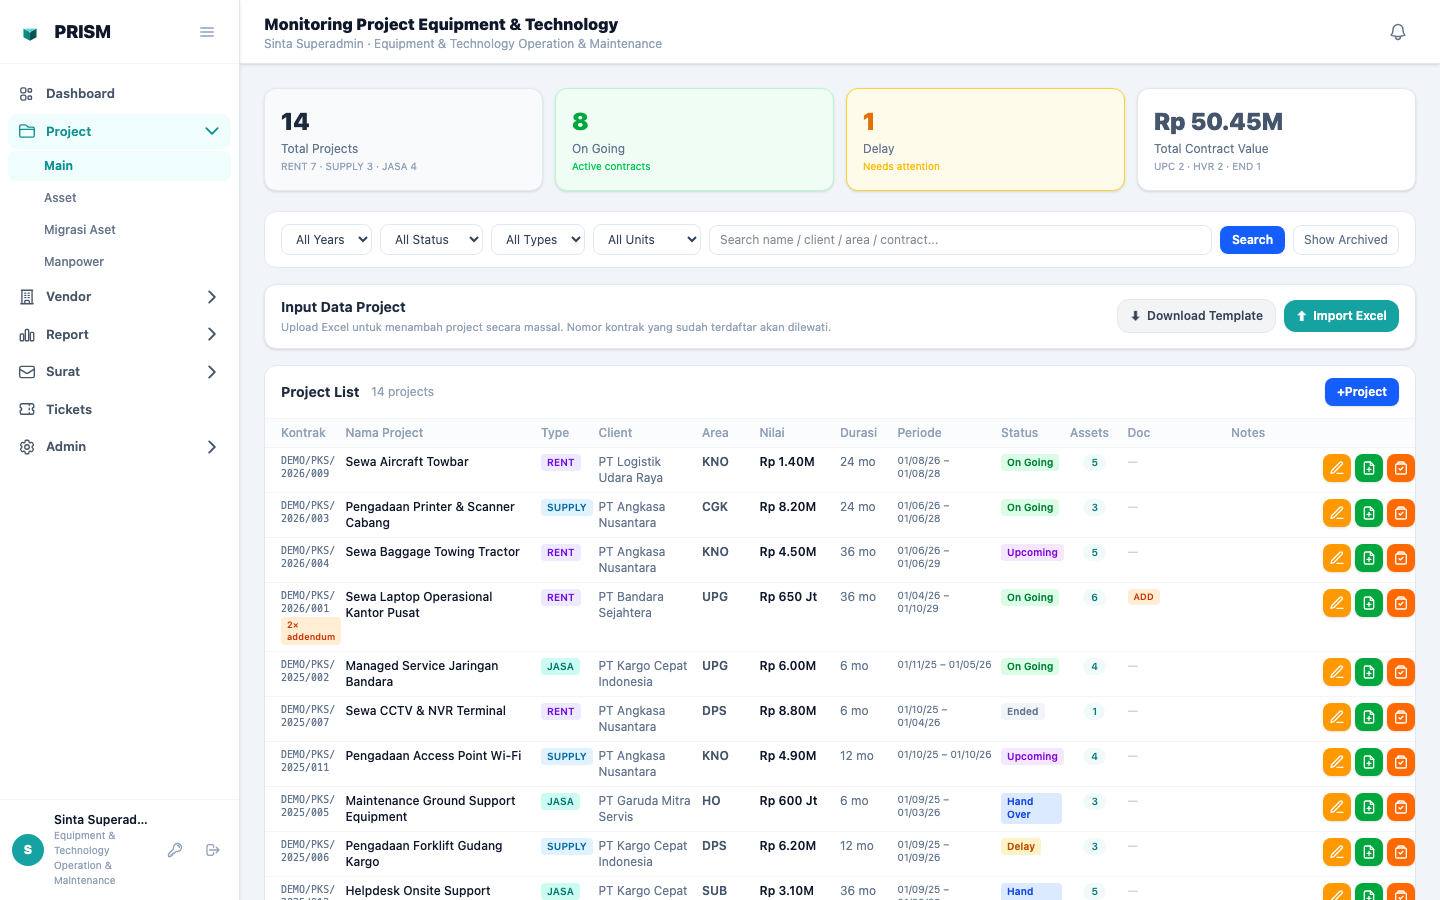 PRISM
Dashboard
Project
Main
Asset
Migrasi Aset
Manpower
Vendor
Report
Surat
Tickets
Admin
S
Sinta Superad...
Equipment &
Technology
Operation &
Maintenance
Monitoring Project Equipment & Technology
Sinta Superadmin · Equipment & Technology Operation & Maintenance
14
Total Projects
RENT 7 · SUPPLY 3 · JASA 4
8
On Going
Active contracts
1
Delay
Needs attention
Rp 50.45M
Total Contract Value
UPC 2 · HVR 2 · END 1
All Years All Status All Types All Units Search name / client / area / contract... Search Show Archived
Input Data Project
Upload Excel untuk menambah project secara massal. Nomor kontrak yang sudah terdaftar akan dilewati.
Download Template Import Excel
Project List 14 projects +Project
Kontrak Nama Project Type Client Area Nilai Durasi Periode Status Assets Doc Notes
DEMO/PKS/ Sewa Aircraft Towbar RENT PT Logistik KNO Rp 1.40M 24 mo 01/08/26 – On Going 5 —
2026/009 Udara Raya 01/08/28
DEMO/PKS/ Pengadaan Printer & Scanner SUPPLY PT Angkasa CGK Rp 8.20M 24 mo 01/06/26 – On Going 3 —
2026/003 Cabang Nusantara 01/06/28
DEMO/PKS/ Sewa Baggage Towing Tractor RENT PT Angkasa KNO Rp 4.50M 36 mo 01/06/26 – Upcoming 5 —
2026/004 Nusantara 01/06/29
DEMO/PKS/ Sewa Laptop Operasional RENT PT Bandara UPG Rp 650 Jt 36 mo 01/04/26 – On Going 6 ADD
2026/001 Kantor Pusat Sejahtera 01/10/29
2×
addendum
DEMO/PKS/ Managed Service Jaringan JASA PT Kargo Cepat UPG Rp 6.00M 6 mo 01/11/25 – 01/05/26 On Going 4 —
2025/002 Bandara Indonesia
DEMO/PKS/ Sewa CCTV & NVR Terminal RENT PT Angkasa DPS Rp 8.80M 6 mo 01/10/25 – Ended 1 —
2025/007 Nusantara 01/04/26
DEMO/PKS/ Pengadaan Access Point Wi-Fi SUPPLY PT Angkasa KNO Rp 4.90M 12 mo 01/10/25 – 01/10/26 Upcoming 4 —
2025/011 Nusantara
DEMO/PKS/ Maintenance Ground Support JASA PT Garuda Mitra HO Rp 600 Jt 6 mo 01/09/25 – Hand 3 —
2025/005 Equipment Servis 01/03/26 Over
DEMO/PKS/ Pengadaan Forklift Gudang SUPPLY PT Kargo Cepat DPS Rp 6.20M 12 mo 01/09/25 – Delay 3 —
2025/006 Kargo Indonesia 01/09/26
DEMO/PKS/ Helpdesk Onsite Support JASA PT Kargo Cepat SUB Rp 3.10M 36 mo 01/09/25 – Hand 5 —